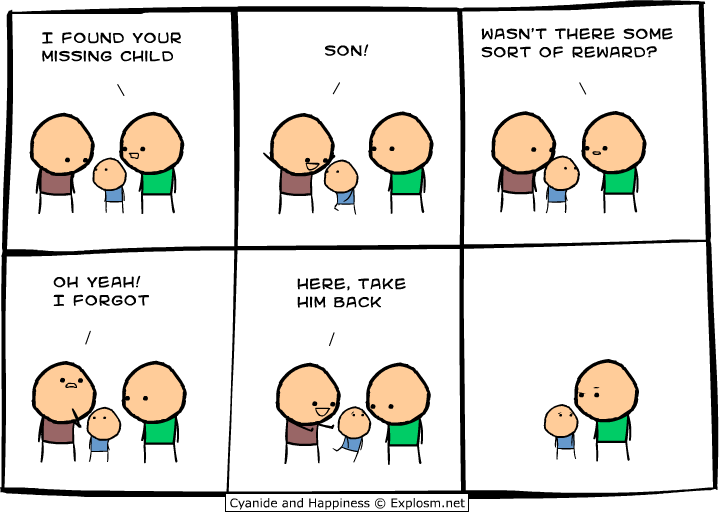 I FOUND YOUR
MISSING CHILD
SON!
WASN'T THERE SOME
SORT OF REWARD?
OH YEAH!
I FORGOT
HERE, TAKE
HIM BACK
Cyanide and Happiness © Explosm.net